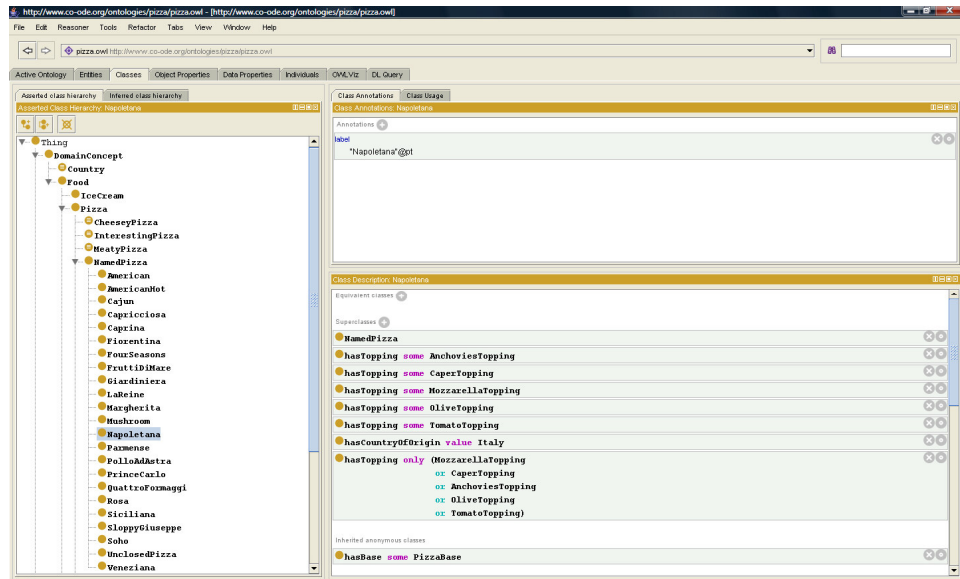 http://www.co-ode.org/ontologies/pizza/pizza.owl - [http://www.co-ode.org/ontologies/pizza/pizza.owl]
File Edit Reasoner Tools Refactor Tabs View Window Help
pizza.owl http://www.co-ode.org/ontologies/pizza/pizza.owl
Active Ontology Entities Classes Object Properties Data Properties Individuals OWLViz DL Query
Asserted class hierarchy Inferred class hierarchy
Asserted Class Hierarchy: Napoletana
Thing
DomainConcept
Country
Food
IceCream
Pizza
CheeseyPizza
InterestingPizza
MeatyPizza
NamedPizza
American
AmericanHot
Cajun
Capricciosa
Caprina
Fiorentina
FourSeasons
FruttiDiMare
Giardiniera
LaReine
Margherita
Mushroom
Napoletana
Parmense
PolloAdAstra
PrinceCarlo
QuattroFormaggi
Rosa
Siciliana
SloppyGiuseppe
Soho
UnclosedPizza
Veneziana
Class Annotations Class Usage
Class Annotations: Napoletana
Annotations
label
"Napoletana"@pt
Class Description: Napoletana
Equivalent classes
Superclasses
NamedPizza
hasTopping some AnchoviesTopping
hasTopping some CaperTopping
hasTopping some MozzarellaTopping
hasTopping some OliveTopping
hasTopping some TomatoTopping
hasCountryOfOrigin value Italy
hasTopping only (MozzarellaTopping
or CaperTopping
or AnchoviesTopping
or OliveTopping
or TomatoTopping)
Inherited anonymous classes
hasBase some PizzaBase